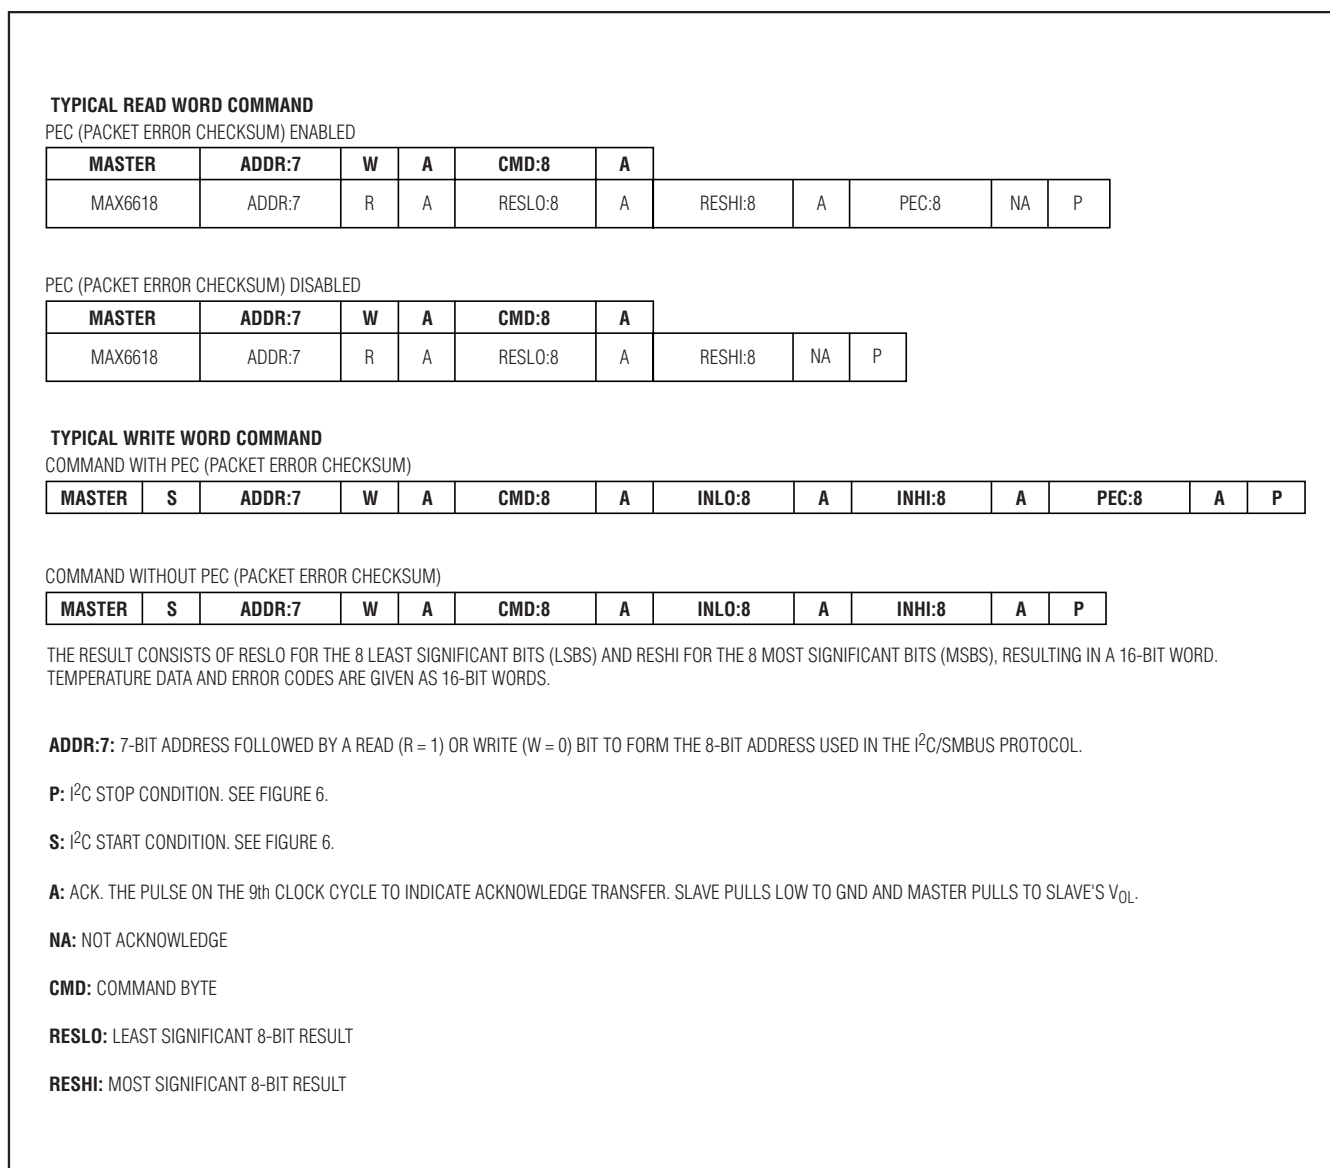 TYPICAL READ WORD COMMAND
PEC (PACKET ERROR CHECKSUM) ENABLED
MASTER ADDR:7 W A CMD:8 A
MAX6618 ADDR:7 R A RESLO:8 A RESHI:8 A PEC:8 NA P
PEC (PACKET ERROR CHECKSUM) DISABLED
MASTER ADDR:7 W A CMD:8 A
MAX6618 ADDR:7 R A RESLO:8 A RESHI:8 NA P
TYPICAL WRITE WORD COMMAND
COMMAND WITH PEC (PACKET ERROR CHECKSUM)
MASTER S ADDR:7 W A CMD:8 A INLO:8 A INHI:8 A PEC:8 A P
COMMAND WITHOUT PEC (PACKET ERROR CHECKSUM)
MASTER S ADDR:7 W A CMD:8 A INLO:8 A INHI:8 A P
THE RESULT CONSISTS OF RESLO FOR THE 8 LEAST SIGNIFICANT BITS (LSBS) AND RESHI FOR THE 8 MOST SIGNIFICANT BITS (MSBS), RESULTING IN A 16-BIT WORD.
TEMPERATURE DATA AND ERROR CODES ARE GIVEN AS 16-BIT WORDS.
ADDR:7: 7-BIT ADDRESS FOLLOWED BY A READ (R = 1) OR WRITE (W = 0) BIT TO FORM THE 8-BIT ADDRESS USED IN THE I²C/SMBUS PROTOCOL.
P: I²C STOP CONDITION. SEE FIGURE 6.
S: I²C START CONDITION. SEE FIGURE 6.
A: ACK. THE PULSE ON THE 9th CLOCK CYCLE TO INDICATE ACKNOWLEDGE TRANSFER. SLAVE PULLS LOW TO GND AND MASTER PULLS TO SLAVE'S VOL.
NA: NOT ACKNOWLEDGE
CMD: COMMAND BYTE
RESLO: LEAST SIGNIFICANT 8-BIT RESULT
RESHI: MOST SIGNIFICANT 8-BIT RESULT